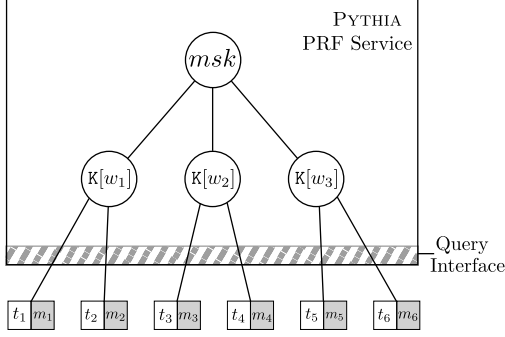 PYTHIA
PRF Service
msk
K[w₁] K[w₂] K[w₃]
Query
Interface
t₁ m₁ t₂ m₂ t₃ m₃ t₄ m₄ t₅ m₅ t₆ m₆